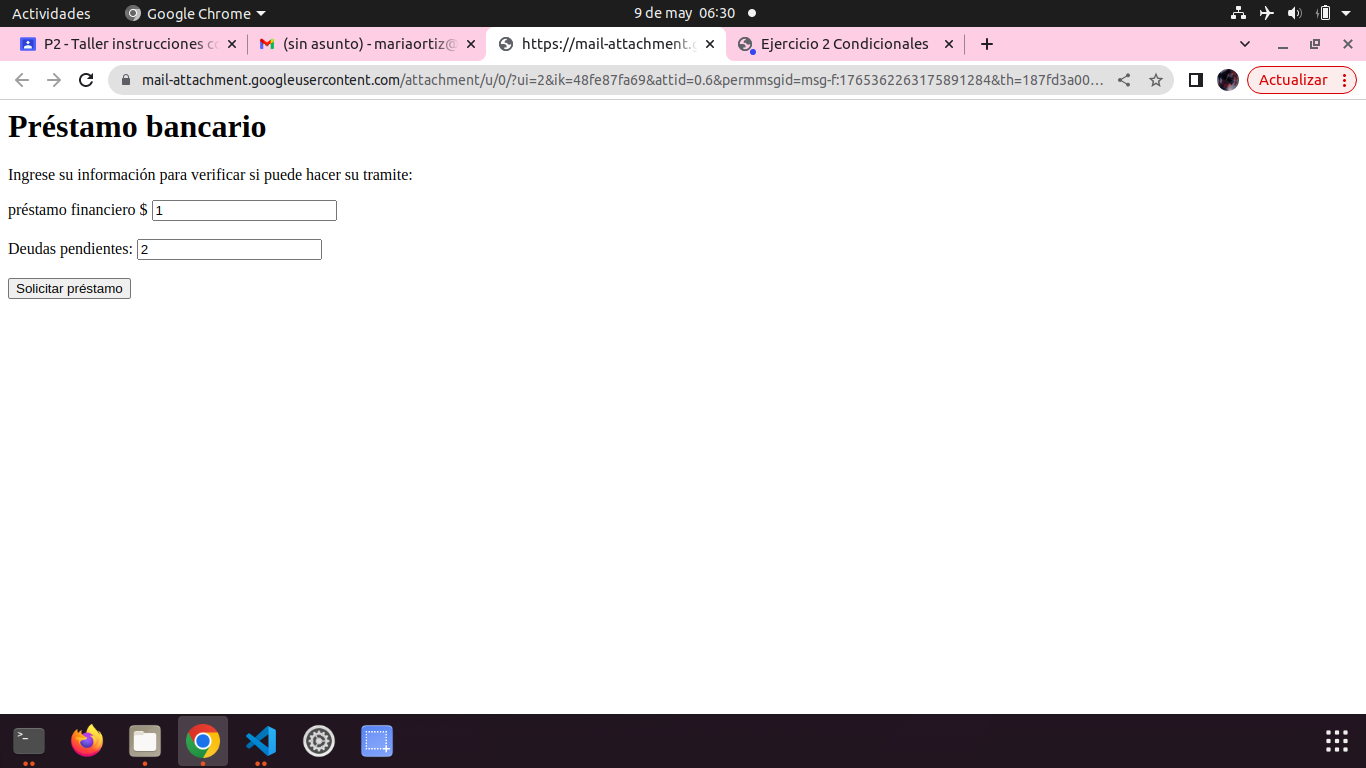 Actividades
Google Chrome
9 de may 06:30
P2 - Taller instrucciones co
(sin asunto) - mariaortiz@
https://mail-attachment.g
Ejercicio 2 Condicionales
mail-attachment.googleusercontent.com/attachment/u/0/?ui=2&ik=48fe87fa69&attid=0.6&permmsgid=msg-f:1765362263175891284&th=187fd3a00...
Actualizar
Préstamo bancario
Ingrese su información para verificar si puede hacer su tramite:
préstamo financiero $ 1
Deudas pendientes: 2
Solicitar préstamo